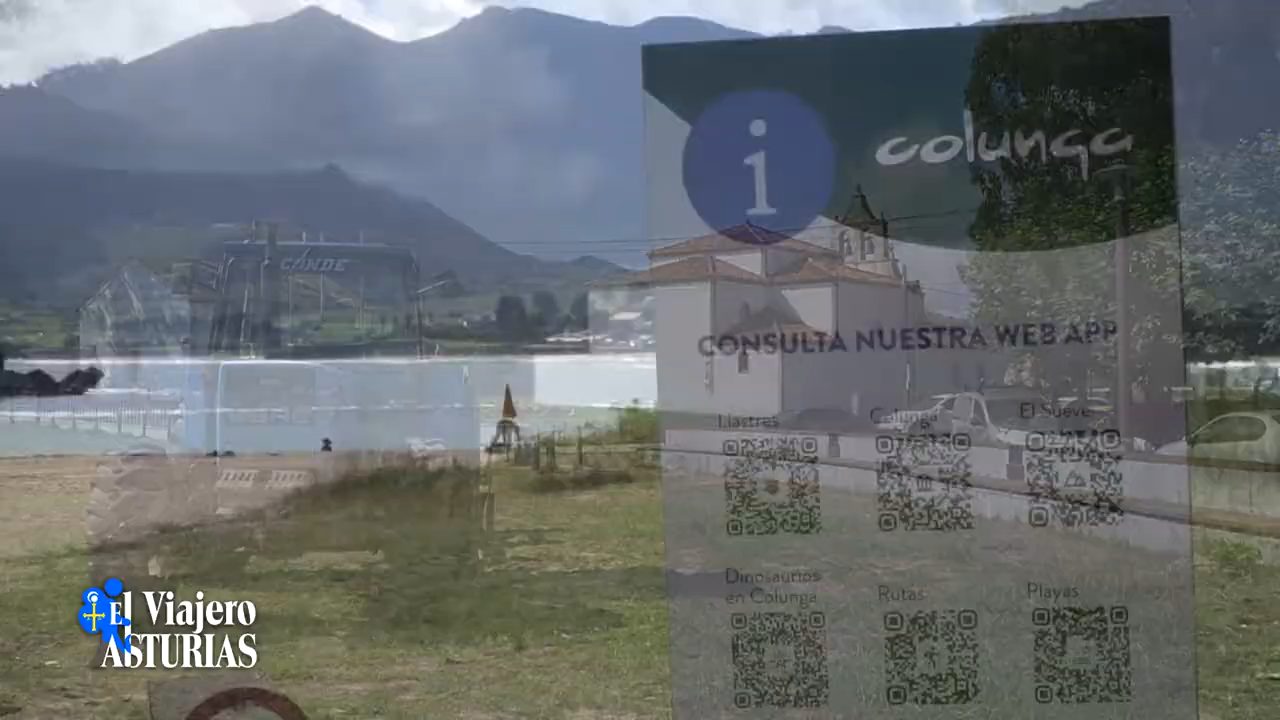 i
colunga
CANDE
CONSULTA NUESTRA WEB APP
Llastres
Colunga
El Sueve
Dinosaurios
en Colunga
Rutas
Playas
El Viajero
ASTURIAS